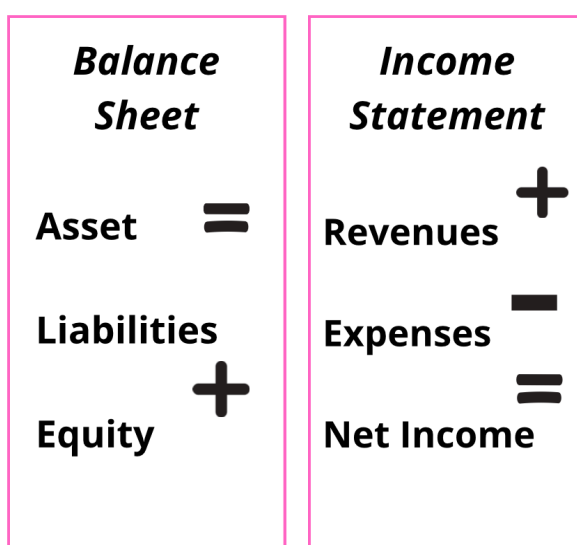 Balance
Sheet
Asset =
Liabilities
+
Equity
Income
Statement
+
Revenues
-
Expenses
=
Net Income